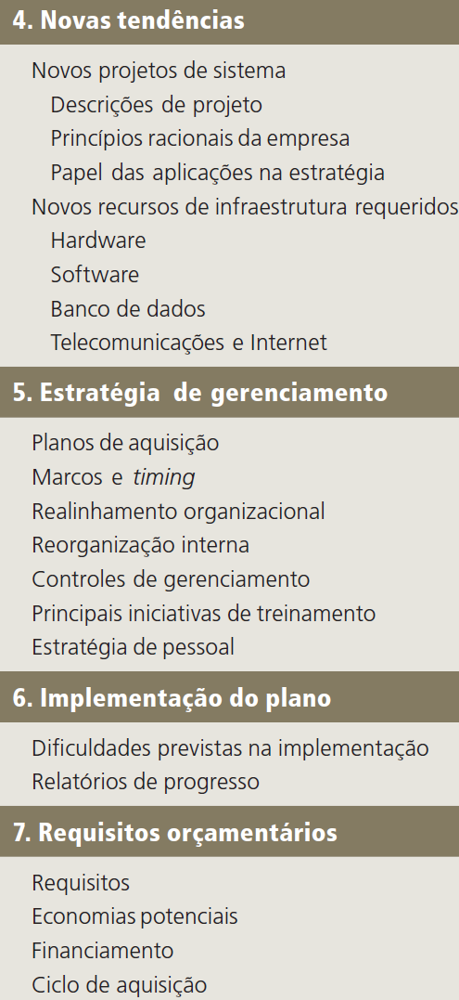 4. Novas tendências
Novos projetos de sistema
Descrições de projeto
Princípios racionais da empresa
Papel das aplicações na estratégia
Novos recursos de infraestrutura requeridos
Hardware
Software
Banco de dados
Telecomunicações e Internet
5. Estratégia de gerenciamento
Planos de aquisição
Marcos e timing
Realinhamento organizacional
Reorganização interna
Controles de gerenciamento
Principais iniciativas de treinamento
Estratégia de pessoal
6. Implementação do plano
Dificuldades previstas na implementação
Relatórios de progresso
7. Requisitos orçamentários
Requisitos
Economias potenciais
Financiamento
Ciclo de aquisição